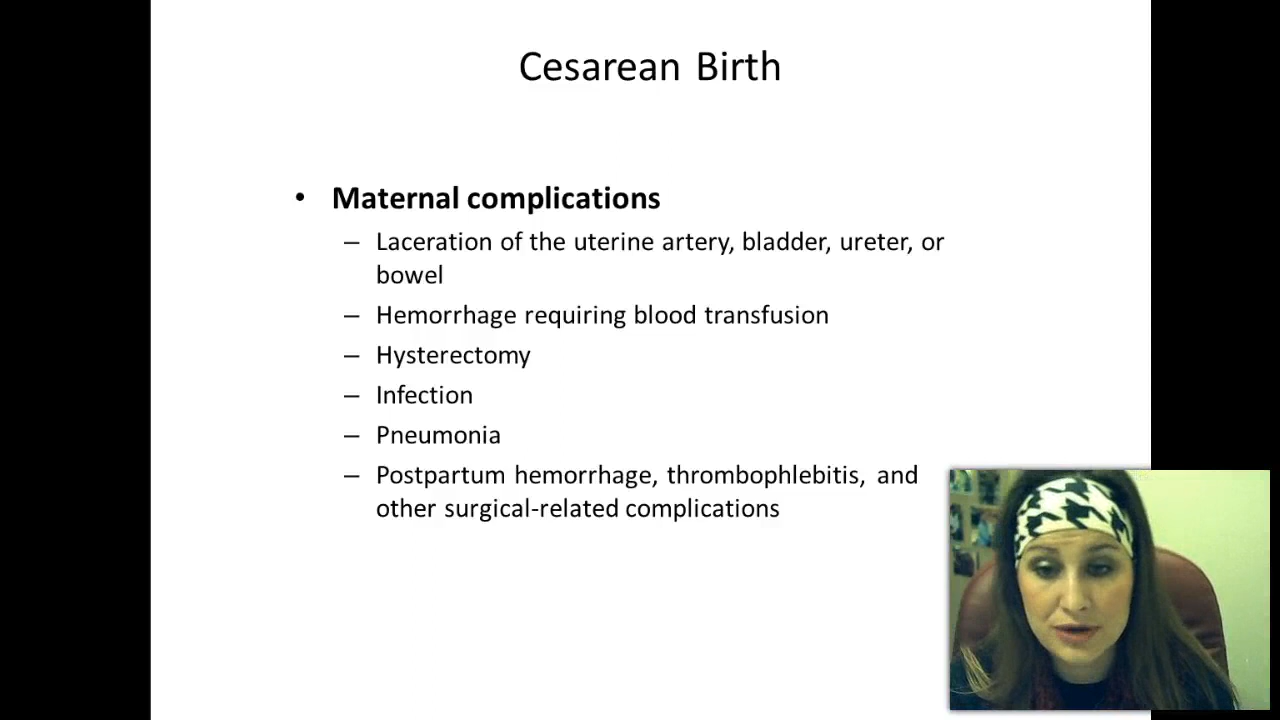 Cesarean Birth
• Maternal complications
– Laceration of the uterine artery, bladder, ureter, or
bowel
– Hemorrhage requiring blood transfusion
– Hysterectomy
– Infection
– Pneumonia
– Postpartum hemorrhage, thrombophlebitis, and
other surgical-related complications